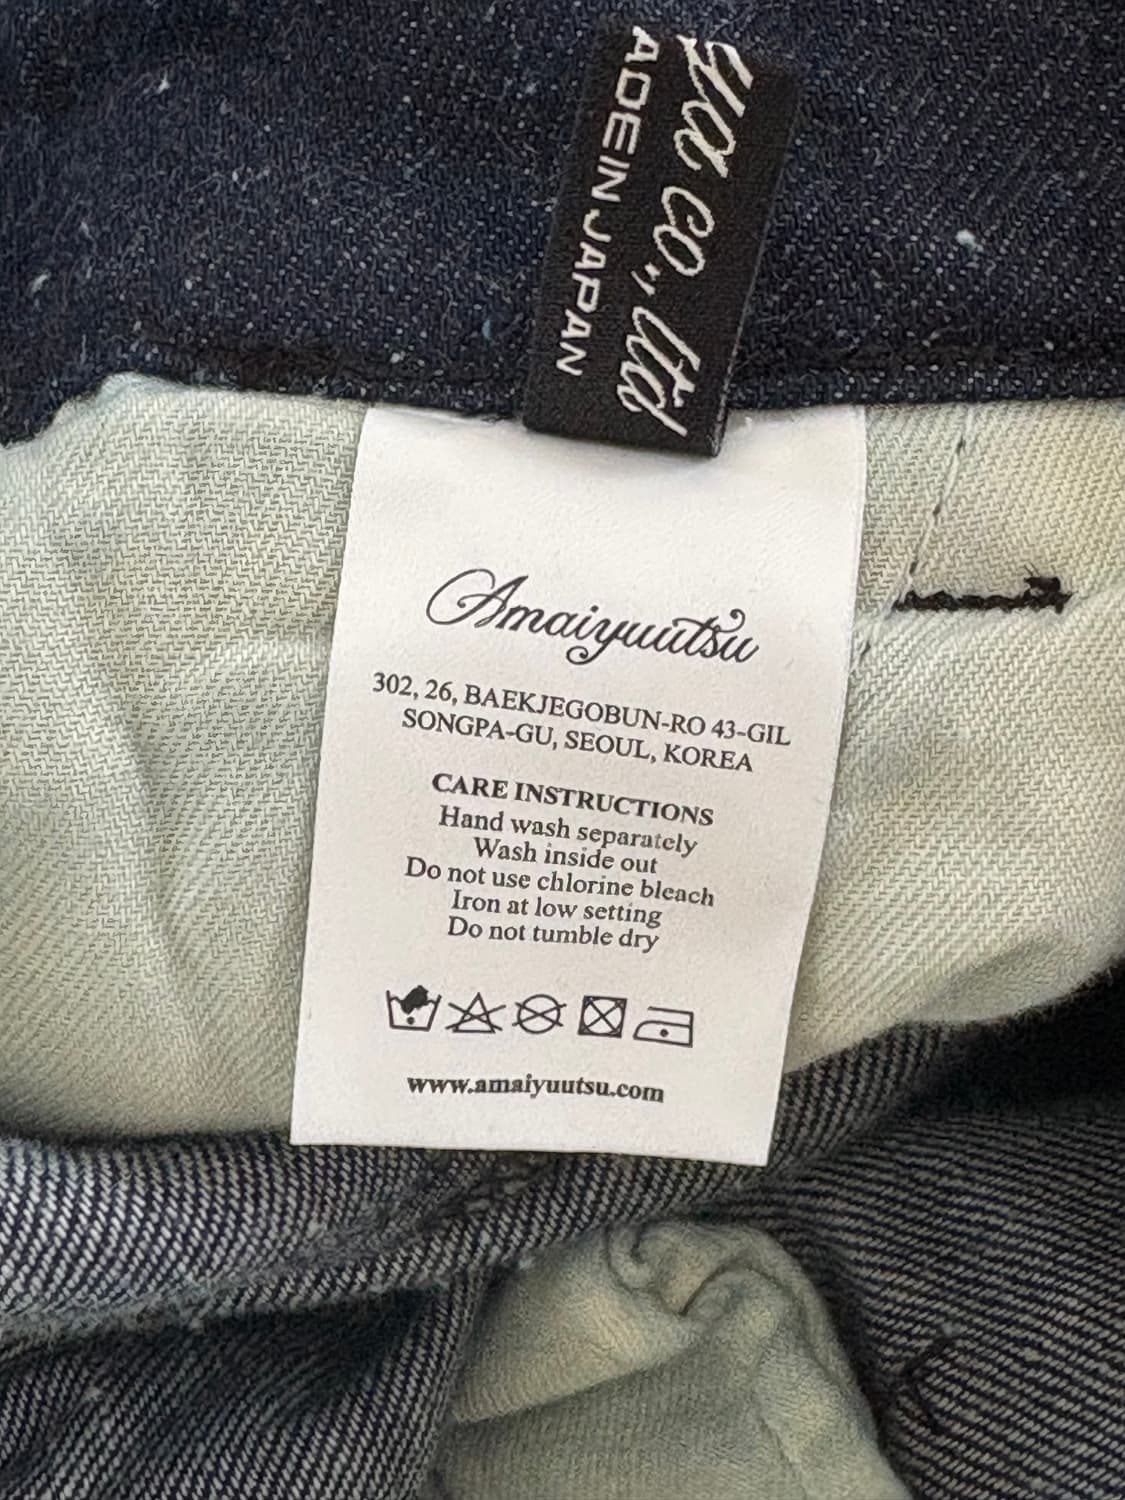 Ya co,. ltd
ADE IN JAPAN
Amaiyuutsu
302, 26, BAEKJEGOBUN-RO 43-GIL
SONGPA-GU, SEOUL, KOREA
CARE INSTRUCTIONS
Hand wash separately
Wash inside out
Do not use chlorine bleach
Iron at low setting
Do not tumble dry
www.amaiyuutsu.com